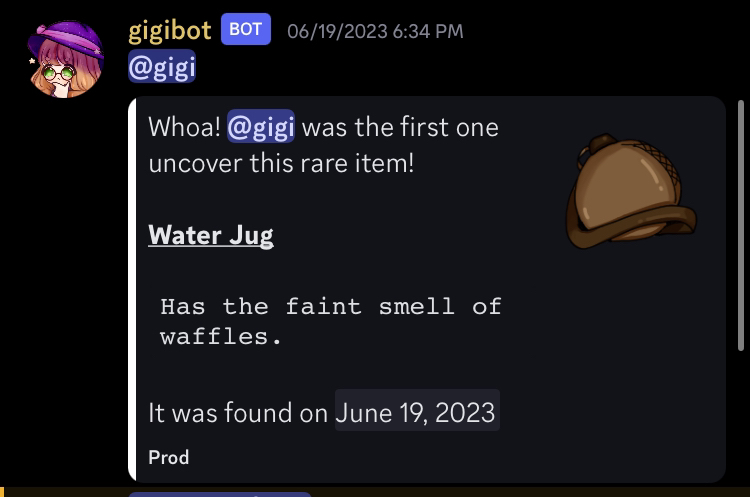 gigibot BOT 06/19/2023 6:34 PM
@gigi
Whoa! @gigi was the first one
uncover this rare item!
Water Jug
Has the faint smell of
waffles.
It was found on June 19, 2023
Prod